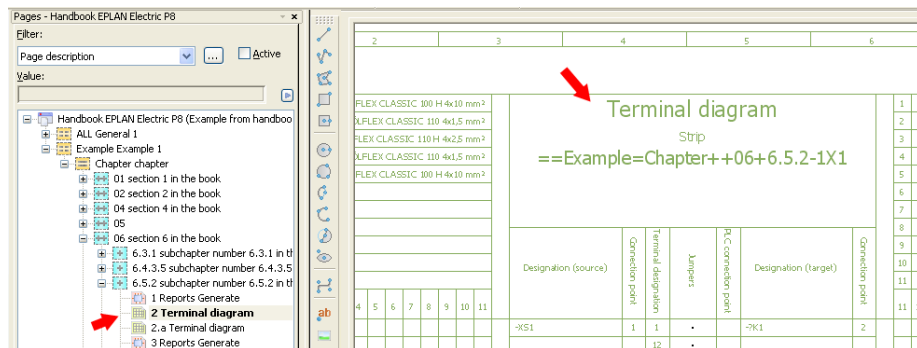 Pages - Handbook EPLAN Electric P8
Filter:
Page description
...
Active
Value:
Handbook EPLAN Electric P8 (Example from handboo
ALL General 1
Example Example 1
Chapter chapter
01 section 1 in the book
02 section 2 in the book
04 section 4 in the book
05
06 section 6 in the book
6.3.1 subchapter number 6.3.1 in th
6.4.3.5 subchapter number 6.4.3.5
6.5.2 subchapter number 6.5.2 in th
1 Reports Generate
2 Terminal diagram
2.a Terminal diagram
3 Reports Generate
ab
2 3 4 5 6
FLEX CLASSIC 100 H 4x10 mm²
FLEX CLASSIC 110 4x1,5 mm²
FLEX CLASSIC 110 H 4x2,5 mm²
FLEX CLASSIC 110 4x1,5 mm²
FLEX CLASSIC 100 H 4x10 mm²
Terminal diagram
Strip
==Example=Chapter++06+6.5.2-1X1
1
2
3
4
5
6
7
8
9
10
11
Designation (source)
Connection point
Terminal designation
Jumpers
PLC connection point
Designation (target)
Connection point
4 5 6 7 8 9 10 11
11
-XS1 1 1 • -?K1 2
12 •